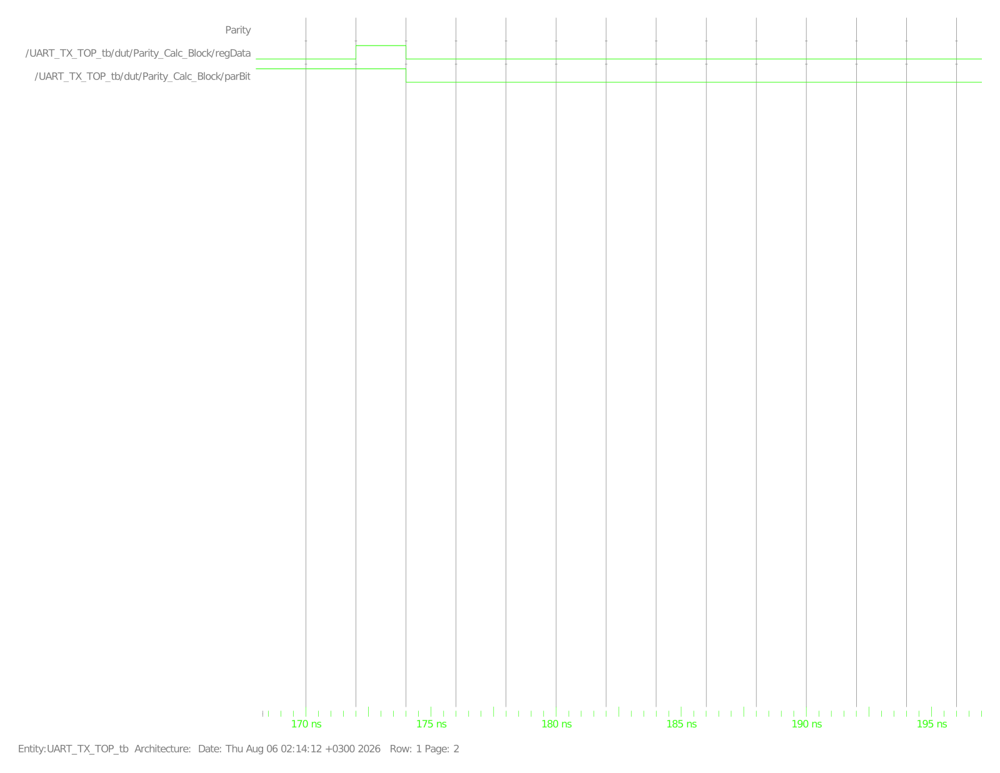 Parity
/UART_TX_TOP_tb/dut/Parity_Calc_Block/regData
/UART_TX_TOP_tb/dut/Parity_Calc_Block/parBit
170 ns 175 ns 180 ns 185 ns 190 ns 195 ns
Entity:UART_TX_TOP_tb Architecture: Date: Thu Aug 06 02:14:12 +0300 2026 Row: 1 Page: 2